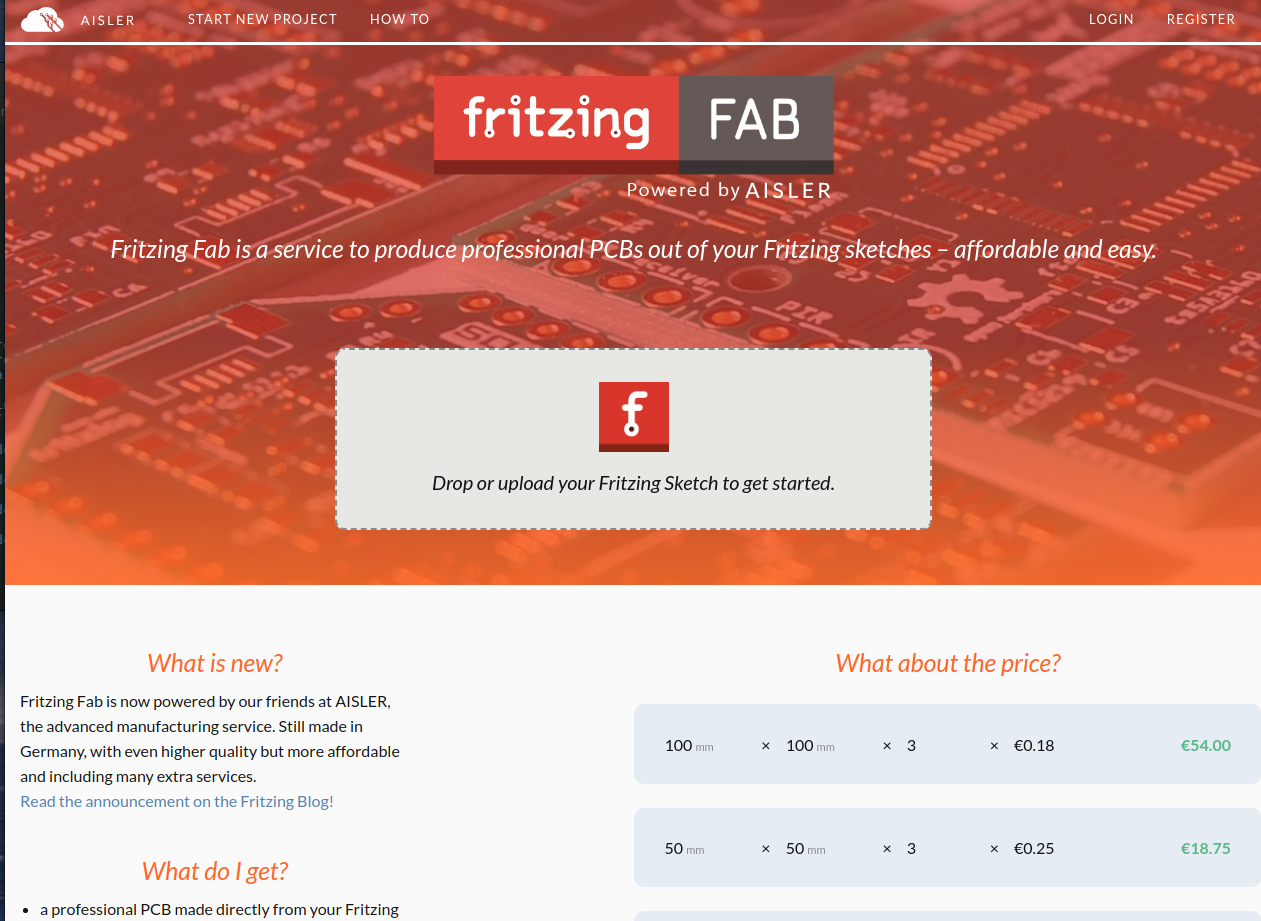 AISLER START NEW PROJECT HOW TO LOGIN REGISTER
fritzing FAB
Powered by AISLER
Fritzing Fab is a service to produce professional PCBs out of your Fritzing sketches – affordable and easy.
PIR
f
Drop or upload your Fritzing Sketch to get started.
What is new?
Fritzing Fab is now powered by our friends at AISLER,
the advanced manufacturing service. Still made in
Germany, with even higher quality but more affordable
and including many extra services.
Read the announcement on the Fritzing Blog!
What do I get?
• a professional PCB made directly from your Fritzing
What about the price?
100 mm × 100 mm × 3 × €0.18 €54.00
50 mm × 50 mm × 3 × €0.25 €18.75